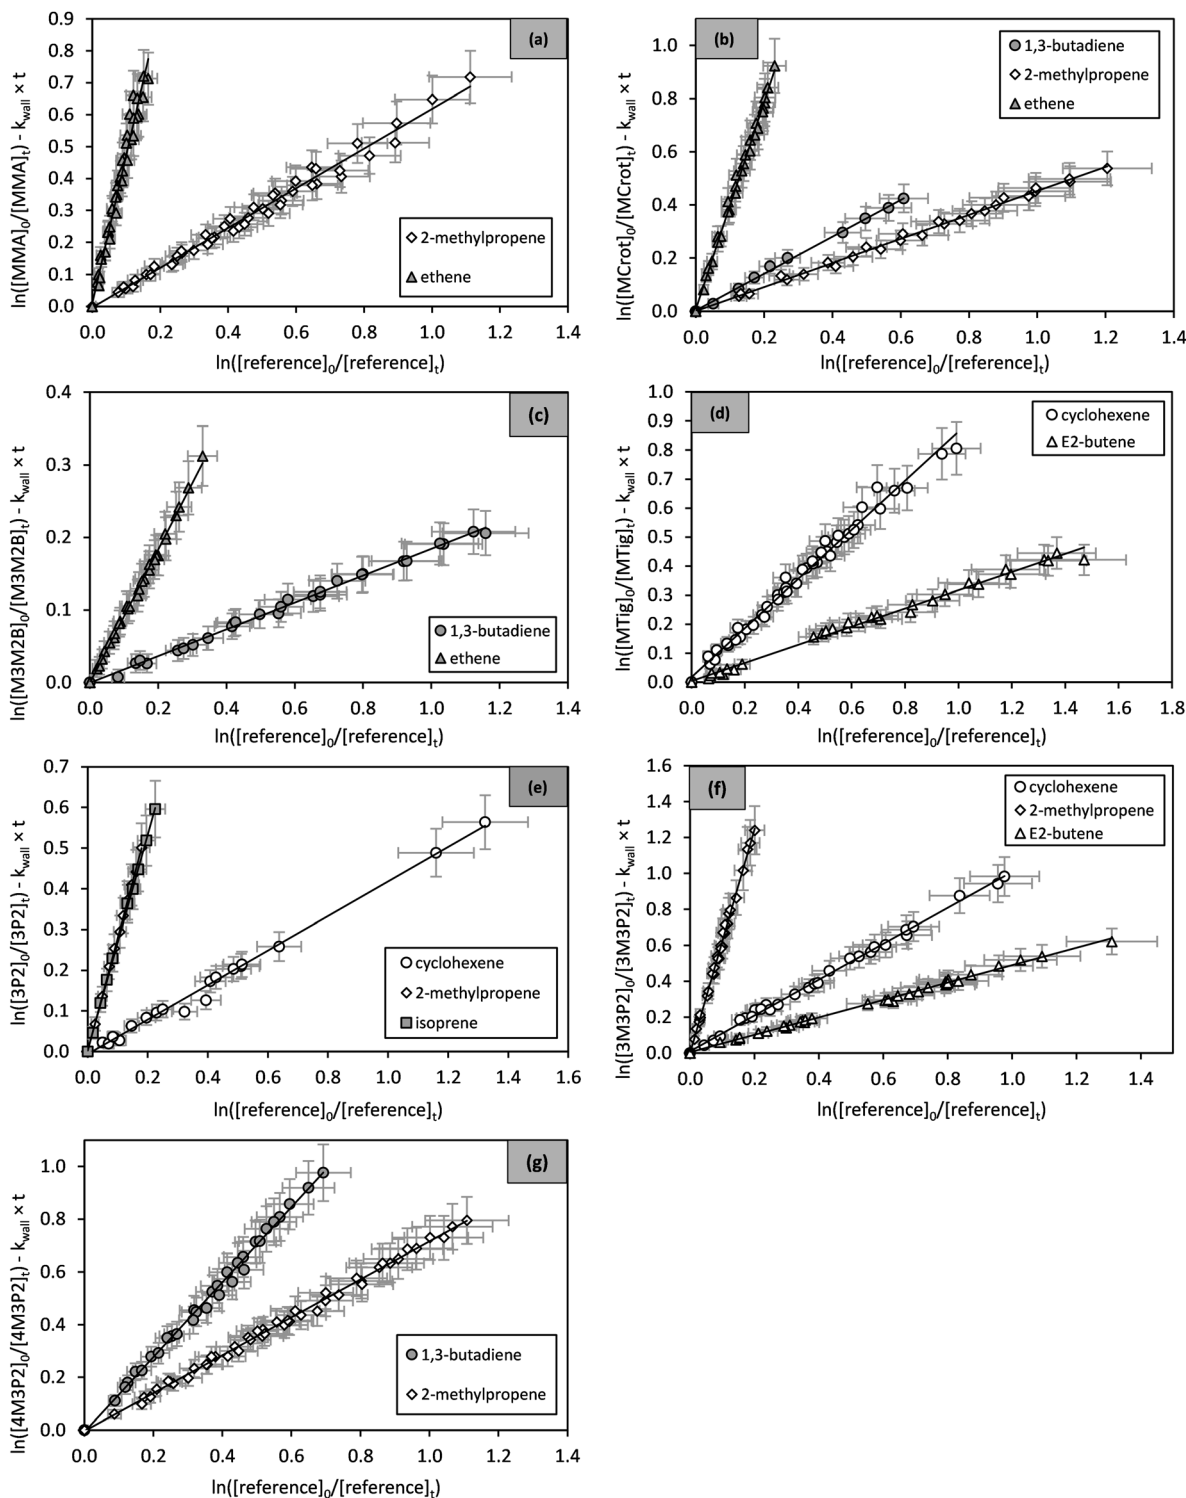 (a)
ln([MMA]₀/[MMA]ₜ) - k_wall × t
0.9
0.8
0.7
0.6
0.5
0.4
0.3
0.2
0.1
0.0
2-methylpropene
ethene
0.0 0.2 0.4 0.6 0.8 1.0 1.2 1.4
ln([reference]₀/[reference]ₜ)
(b)
ln([MCrot]₀/[MCrot]ₜ) - k_wall × t
1.0
0.8
0.6
0.4
0.2
0.0
1,3-butadiene
2-methylpropene
ethene
0.0 0.2 0.4 0.6 0.8 1.0 1.2 1.4
ln([reference]₀/[reference]ₜ)
(c)
ln([M3M2B]₀/[M3M2B]ₜ) - k_wall × t
0.4
0.3
0.2
0.1
0.0
1,3-butadiene
ethene
0.0 0.2 0.4 0.6 0.8 1.0 1.2 1.4
ln([reference]₀/[reference]ₜ)
(d)
ln([MTig]₀/[MTig]ₜ) - k_wall × t
1.0
0.9
0.8
0.7
0.6
0.5
0.4
0.3
0.2
0.1
0.0
cyclohexene
E2-butene
0.0 0.2 0.4 0.6 0.8 1.0 1.2 1.4 1.6 1.8
ln([reference]₀/[reference]ₜ)
(e)
ln([3P2]₀/[3P2]ₜ) - k_wall × t
0.7
0.6
0.5
0.4
0.3
0.2
0.1
0.0
cyclohexene
2-methylpropene
isoprene
0.0 0.2 0.4 0.6 0.8 1.0 1.2 1.4 1.6
ln([reference]₀/[reference]ₜ)
(f)
ln([3M3P2]₀/[3M3P2]ₜ) - k_wall × t
1.6
1.4
1.2
1.0
0.8
0.6
0.4
0.2
0.0
cyclohexene
2-methylpropene
E2-butene
0.0 0.2 0.4 0.6 0.8 1.0 1.2 1.4
ln([reference]₀/[reference]ₜ)
(g)
ln([4M3P2]₀/[4M3P2]ₜ) - k_wall × t
1.0
0.8
0.6
0.4
0.2
0.0
1,3-butadiene
2-methylpropene
0.0 0.2 0.4 0.6 0.8 1.0 1.2 1.4
ln([reference]₀/[reference]ₜ)